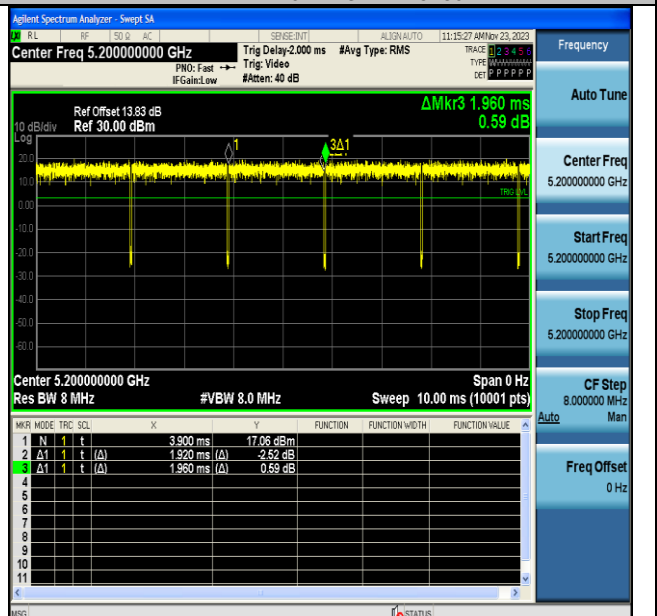 Agilent Spectrum Analyzer - Swept SA
RL RF 50 Ω AC SENSE:INT ALIGN AUTO 11:15:27 AM Nov 23, 2023
Center Freq 5.200000000 GHz Trig Delay-2.000 ms #Avg Type: RMS TRACE 1 2 3 4 5 6
PNO: Fast Trig: Video TYPE
IFGain:Low #Atten: 40 dB DET P P P P P P
Frequency
ΔMkr3 1.960 ms
0.59 dB
Ref Offset 13.83 dB
10 dB/div Ref 30.00 dBm
Log
1
3Δ1
20.0
10.0
TRIG LVL
0.00
-10.0
-20.0
-30.0
-40.0
-50.0
-60.0
Center 5.200000000 GHz Span 0 Hz
Res BW 8 MHz #VBW 8.0 MHz Sweep 10.00 ms (10001 pts)
MKR MODE TRC SCL X Y FUNCTION FUNCTION WIDTH FUNCTION VALUE
1 N 1 t 3.900 ms 17.06 dBm
2 Δ1 1 t (Δ) 1.920 ms (Δ) -2.52 dB
3 Δ1 1 t (Δ) 1.960 ms (Δ) 0.59 dB
4
5
6
7
8
9
10
11
MSG STATUS
Auto Tune
Center Freq
5.200000000 GHz
Start Freq
5.200000000 GHz
Stop Freq
5.200000000 GHz
CF Step
8.000000 MHz
Auto Man
Freq Offset
0 Hz